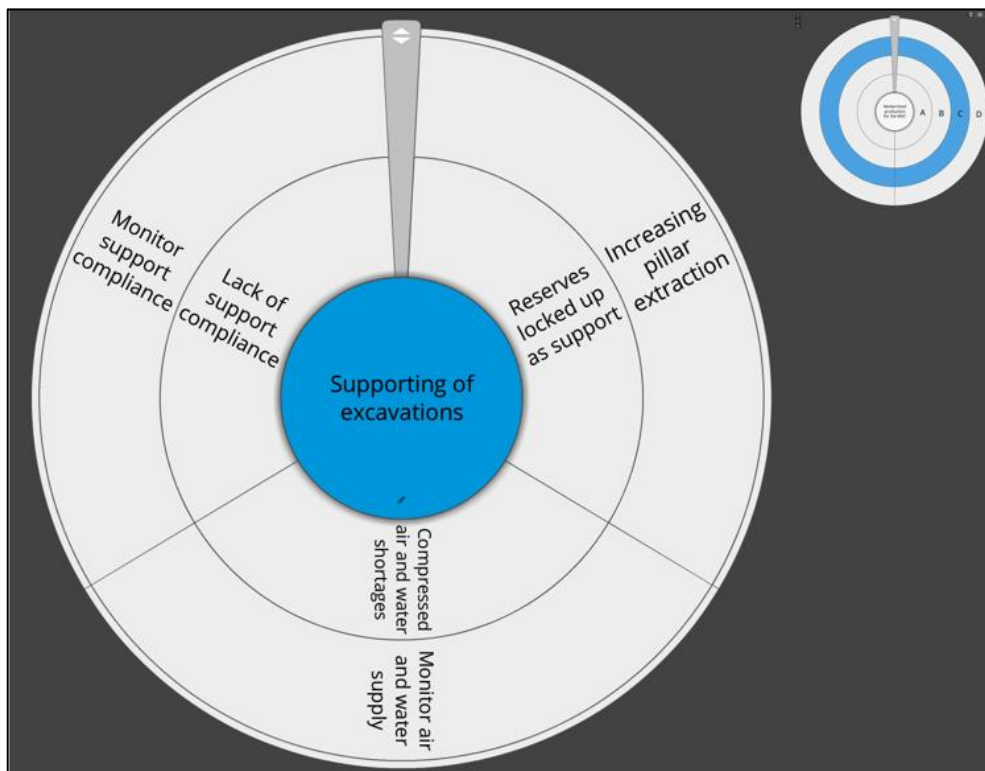 Supporting of
excavations
Reserves
locked up
as support
Increasing
pillar
extraction
Compressed
air and water
shortages
Monitor air
and water
supply
Lack of
support
compliance
Monitor
support
compliance
A
B
C
D